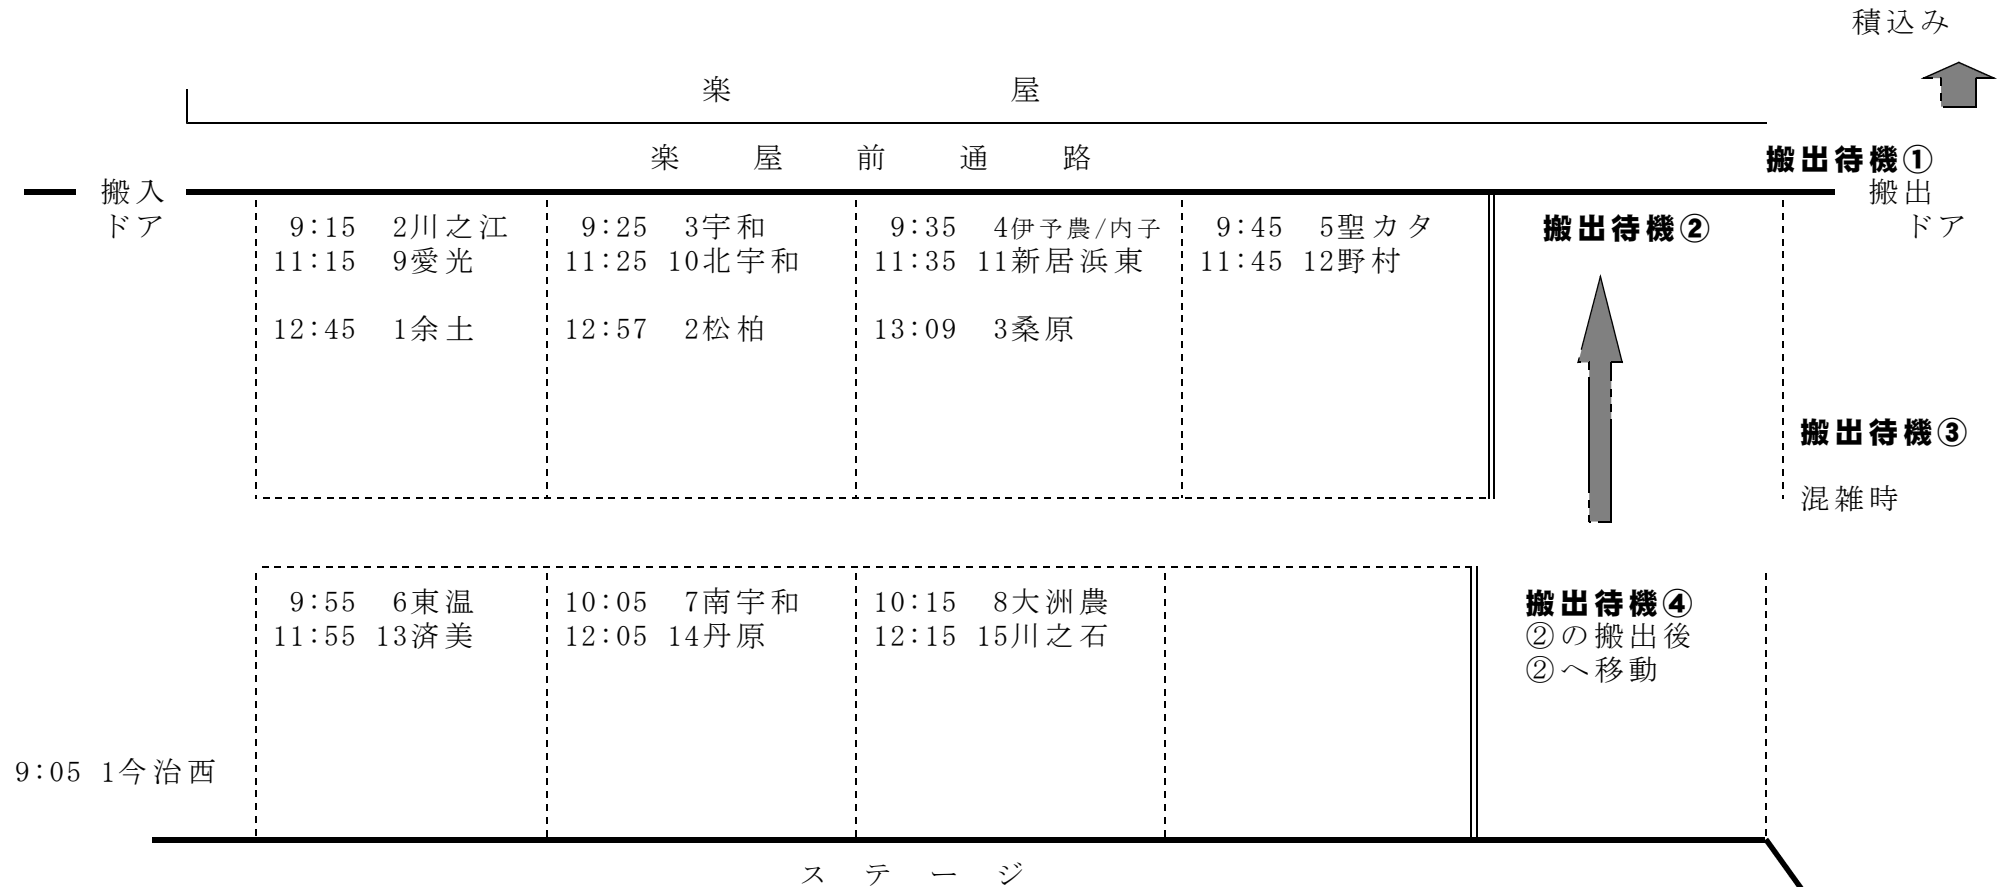 積込み
楽屋
楽屋前通路
搬出待機①
搬入
ドア
搬出
ドア
9:15 2川之江
11:15 9愛光
12:45 1余土
9:25 3宇和
11:25 10北宇和
12:57 2松柏
9:35 4伊予農/内子
11:35 11新居浜東
13:09 3桑原
9:45 5聖カタ
11:45 12野村
搬出待機②
搬出待機③
混雑時
9:55 6東温
11:55 13済美
10:05 7南宇和
12:05 14丹原
10:15 8大洲農
12:15 15川之石
搬出待機④
②の搬出後
②へ移動
9:05 1今治西
ステージ